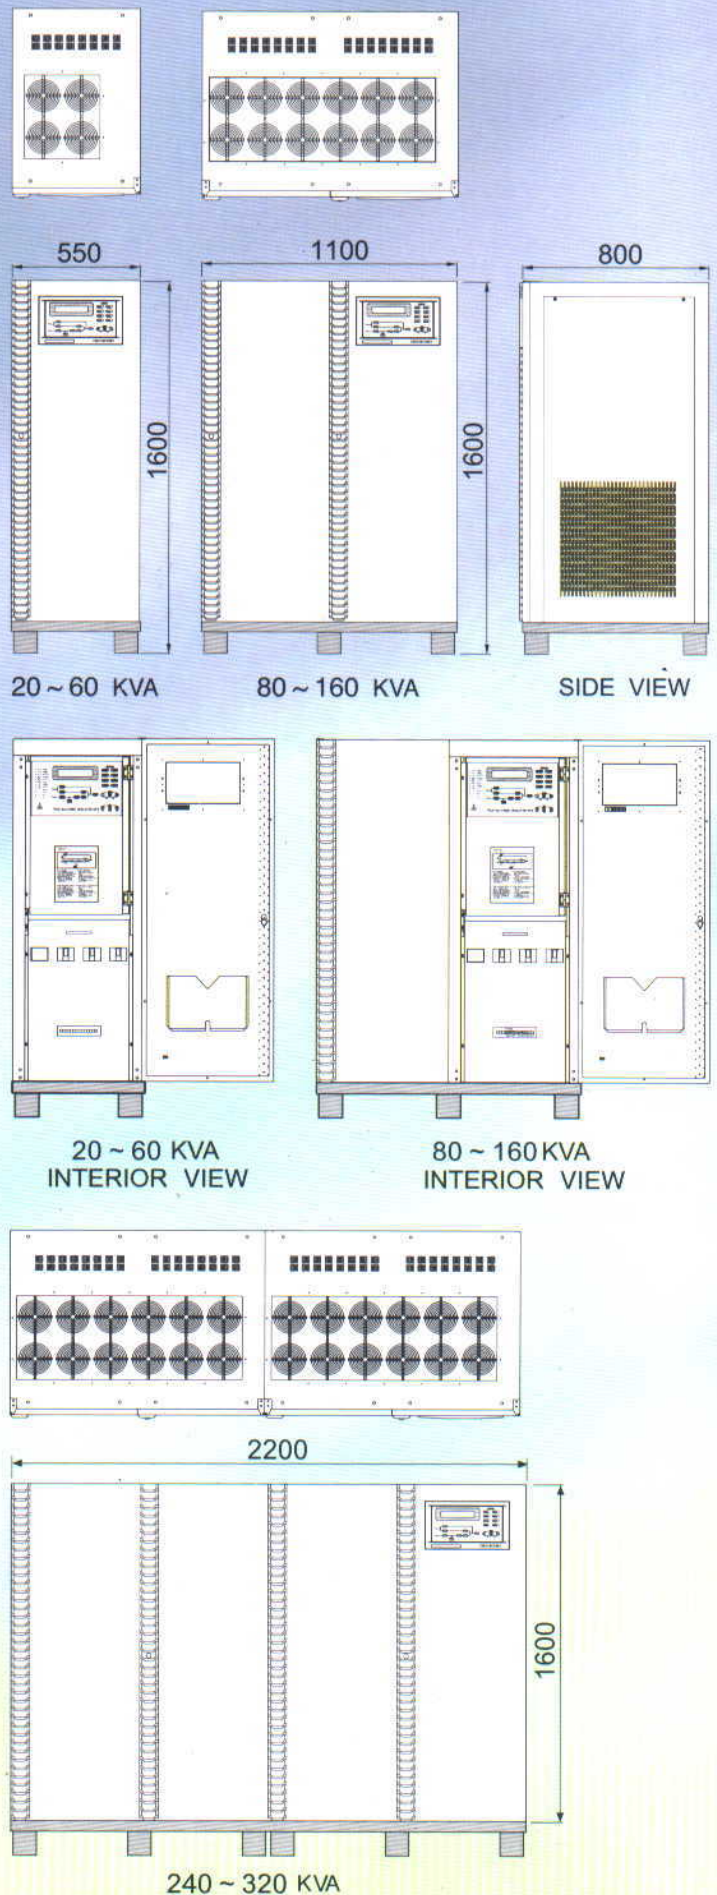 550
1100
800
1600
1600
20 ~ 60 KVA
80 ~ 160 KVA
SIDE VIEW
20 ~ 60 KVA
INTERIOR VIEW
80 ~ 160 KVA
INTERIOR VIEW
2200
1600
240 ~ 320 KVA